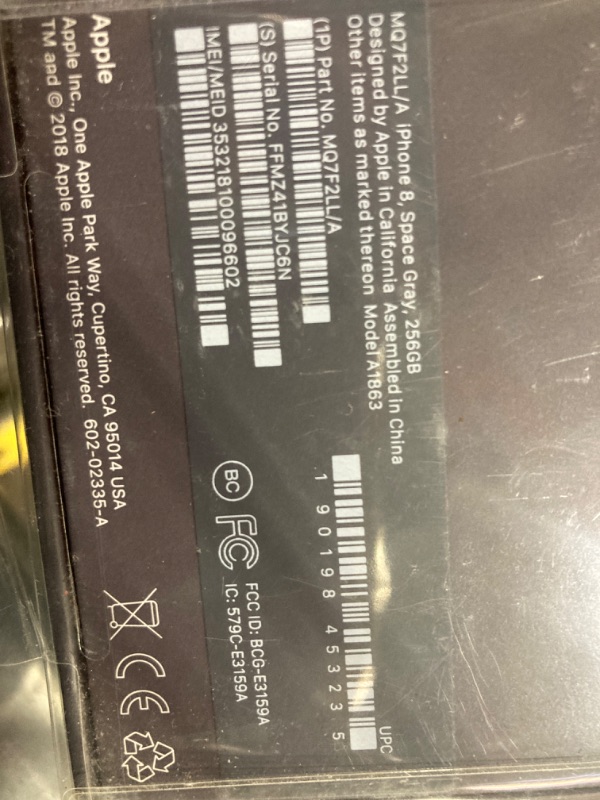 MQ7F2LL/A iPhone 8, Space Gray, 256GB
Designed by Apple in California Assembled in China
Other items as marked thereon Model A1863
(1P) Part No. MQ7F2LL/A
(S) Serial No. FFMZ41BYJC6N
IMEI/MEID 353218100096602
UPC
1 90198 45323 5
BC
FC
FCC ID: BCG-E3159A
IC: 579C-E3159A
Apple
Apple Inc., One Apple Park Way, Cupertino, CA 95014 USA
TM and © 2018 Apple Inc. All rights reserved. 602-02335-A
CE